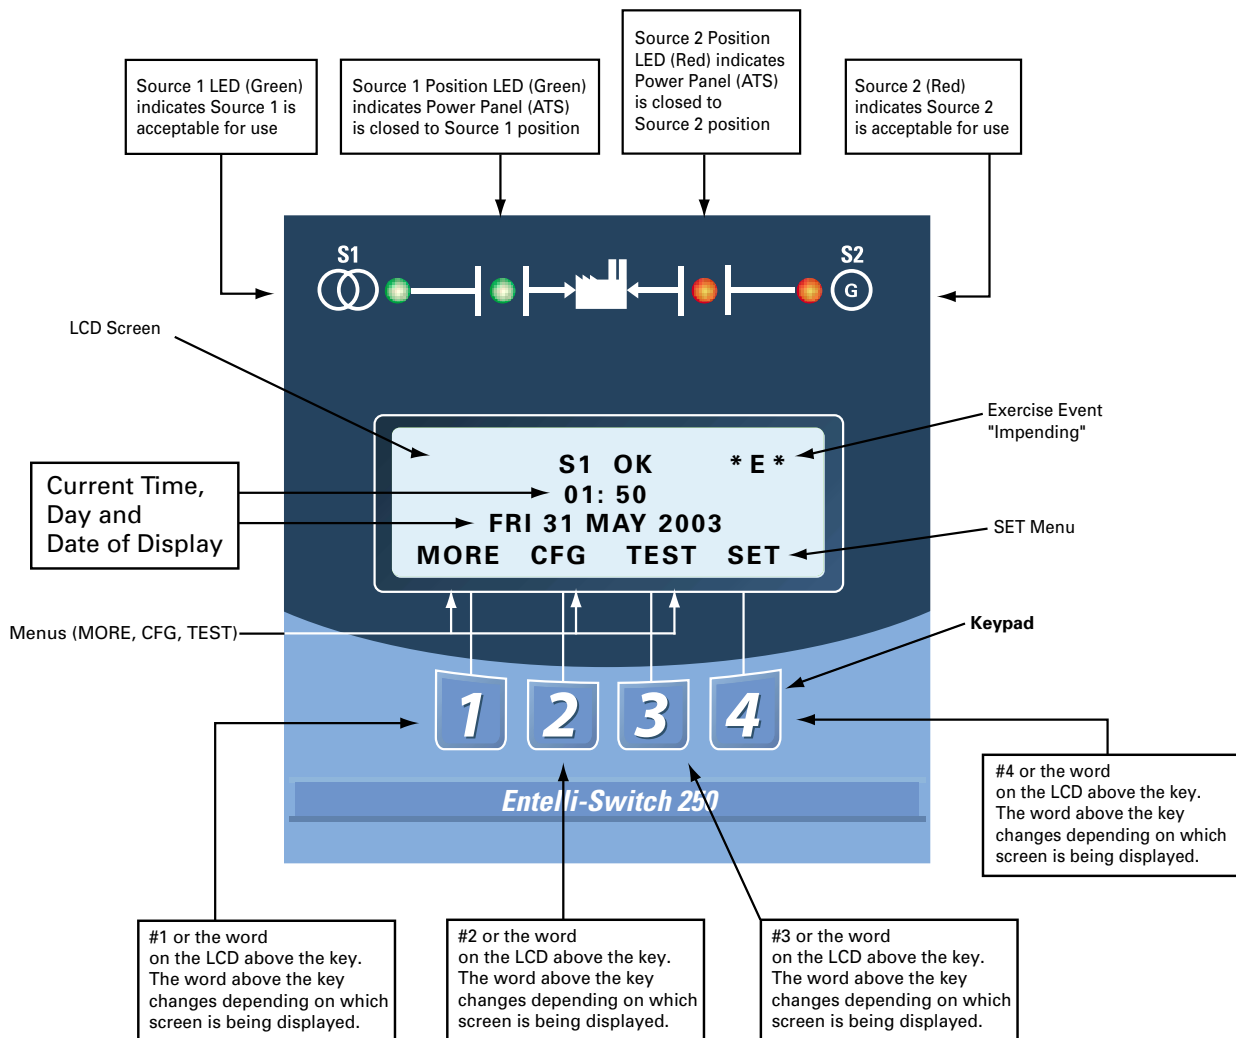 Source 1 LED (Green)
indicates Source 1 is
acceptable for use
Source 1 Position LED (Green)
indicates Power Panel (ATS)
is closed to Source 1 position
Source 2 Position
LED (Red) indicates
Power Panel (ATS)
is closed to
Source 2 position
Source 2 (Red)
indicates Source 2
is acceptable for use
S1
S2
G
LCD Screen
Exercise Event
"Impending"
S1 OK *E*
01: 50
FRI 31 MAY 2003
MORE CFG TEST SET
Current Time,
Day and
Date of Display
SET Menu
Menus (MORE, CFG, TEST)
Keypad
1 2 3 4
Entelli-Switch 250
#4 or the word
on the LCD above the key.
The word above the key
changes depending on which
screen is being displayed.
#1 or the word
on the LCD above the key.
The word above the key
changes depending on which
screen is being displayed.
#2 or the word
on the LCD above the key.
The word above the key
changes depending on which
screen is being displayed.
#3 or the word
on the LCD above the key.
The word above the key
changes depending on which
screen is being displayed.